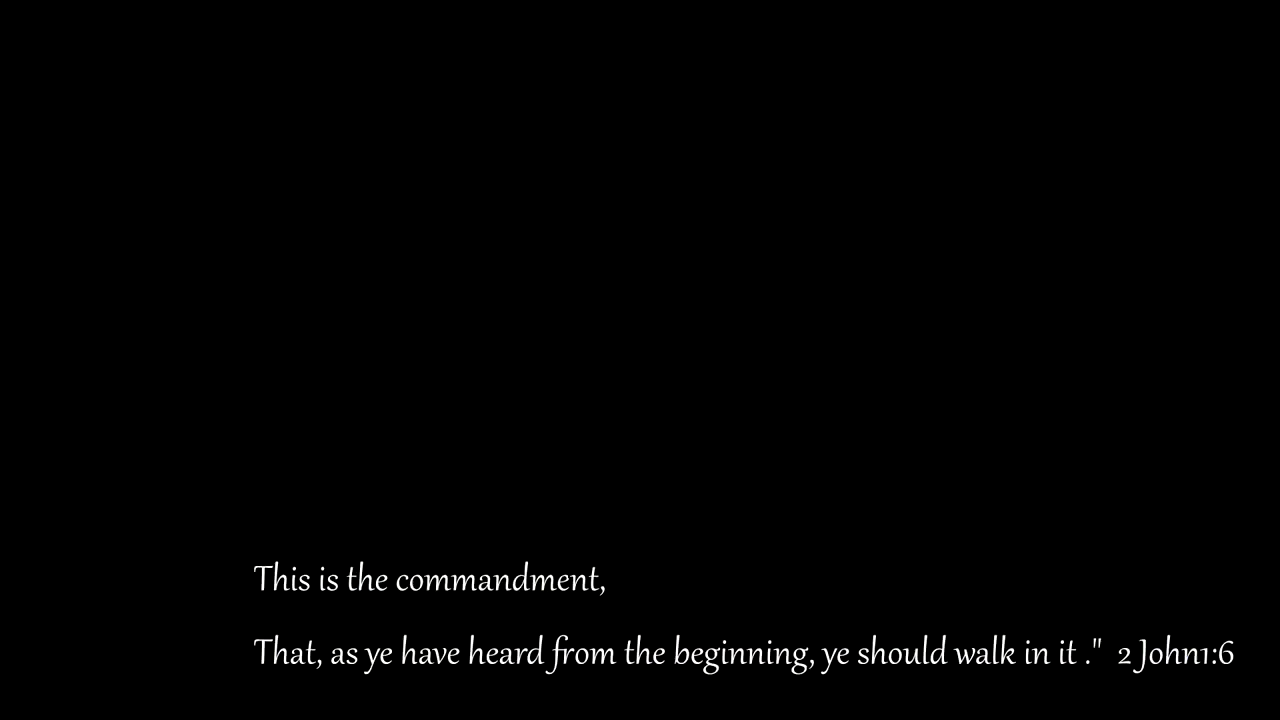 This is the commandment,
That, as ye have heard from the beginning, ye should walk in it ." 2 John1:6